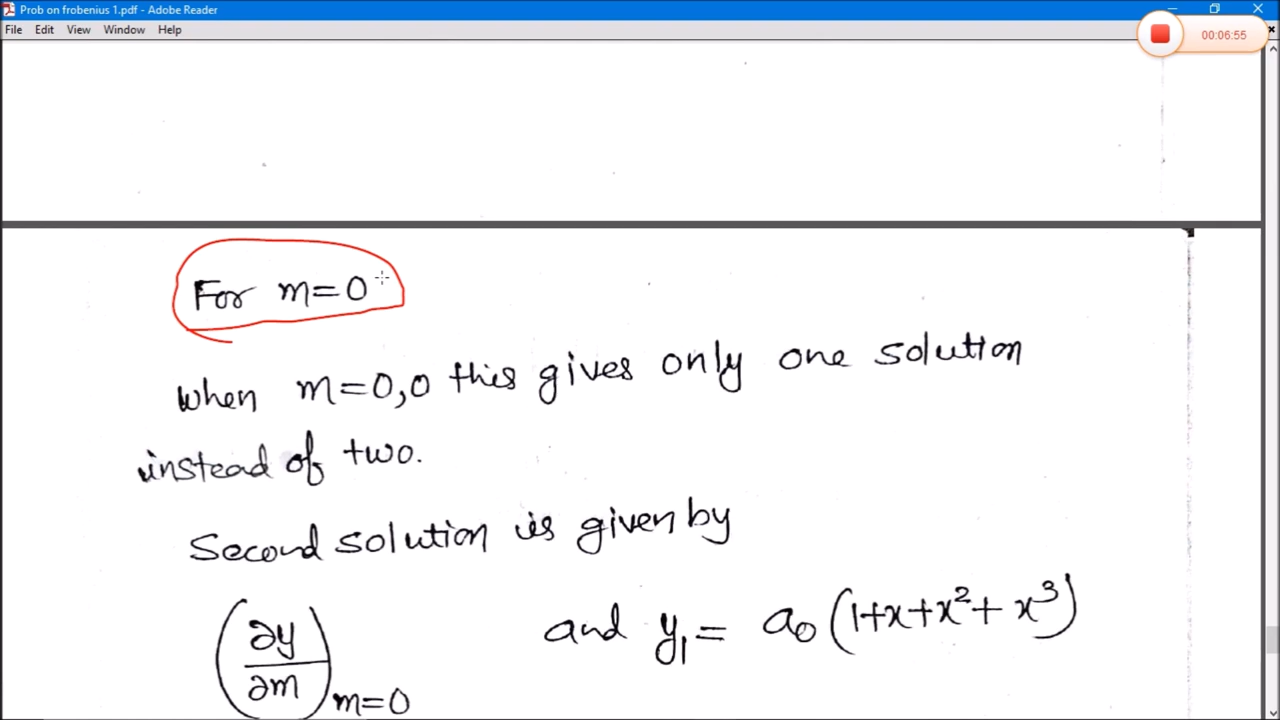 Prob on frobenius 1.pdf - Adobe Reader
File Edit View Window Help
00:06:55
For m=0
when m=0,0 this gives only one solution
instead of two.
Second solution is given by
(∂y/∂m)m=0 and y₁ = a₀ (1+x+x²+x³)